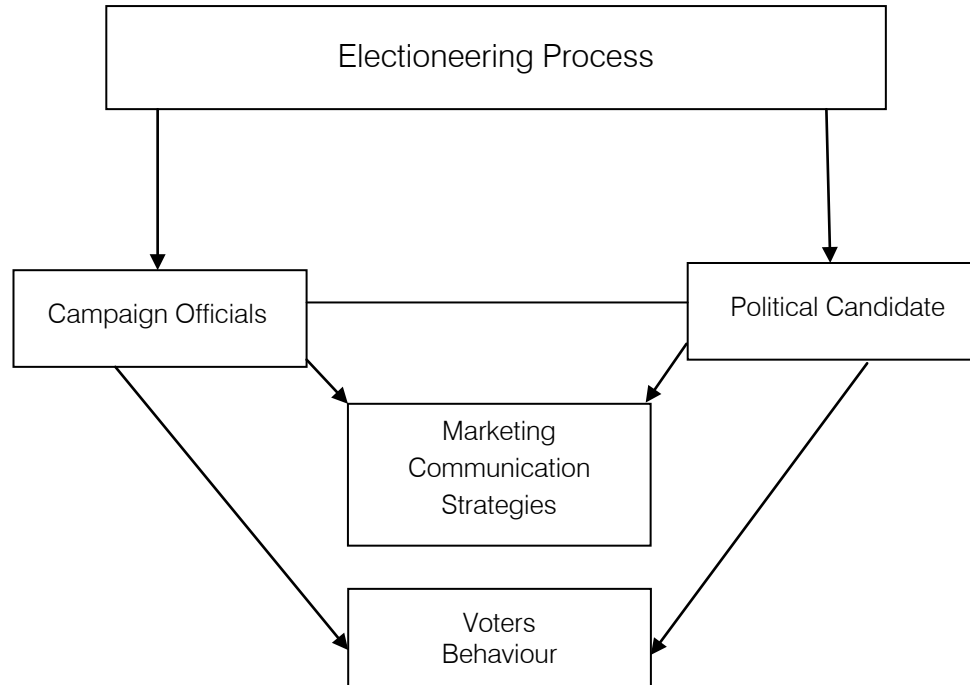 Electioneering Process
Campaign Officials
Political Candidate
Marketing
Communication
Strategies
Voters
Behaviour